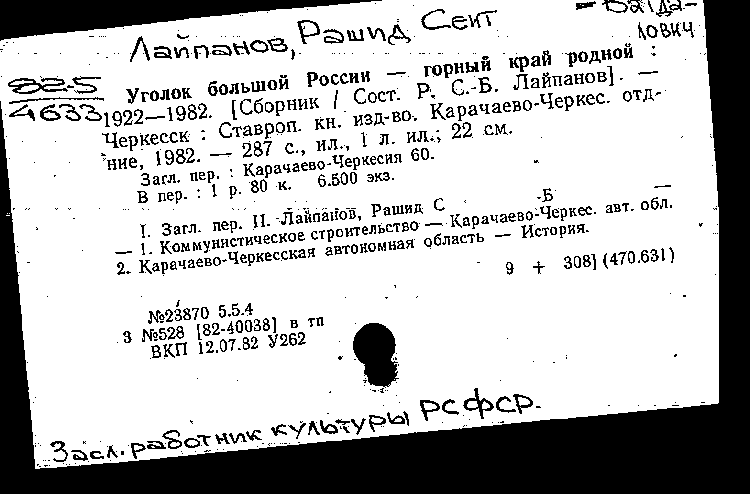 Лайпанов, Рашид Сеит – Батда-
ловкч
82-5
4633
Уголок большой России — горный край родной :
1922—1982. [Сборник / Сост. Р. С.-Б. Лайпанов]. —
Черкесск : Ставроп. кн. изд-во. Карачаево-Черкес. отд-
ние, 1982. — 287 с., ил., 1 л. ил.; 22 см.
Загл. пер. : Карачаево-Черкесия 60.
В пер. : 1 р. 80 к. 6.500 экз.
I. Загл. пер. II. Лайпанов, Рашид С -Б —
— 1. Коммунистическое строительство — Карачаево-Черкес. авт. обл.
2. Карачаево-Черкесская автономная область — История.
9 + 308] (470.631)
№23870 5.5.4
3 №528 [82-40038] в тп
ВКП 12.07.82 У262
Засл. работник культуры РСФСР.